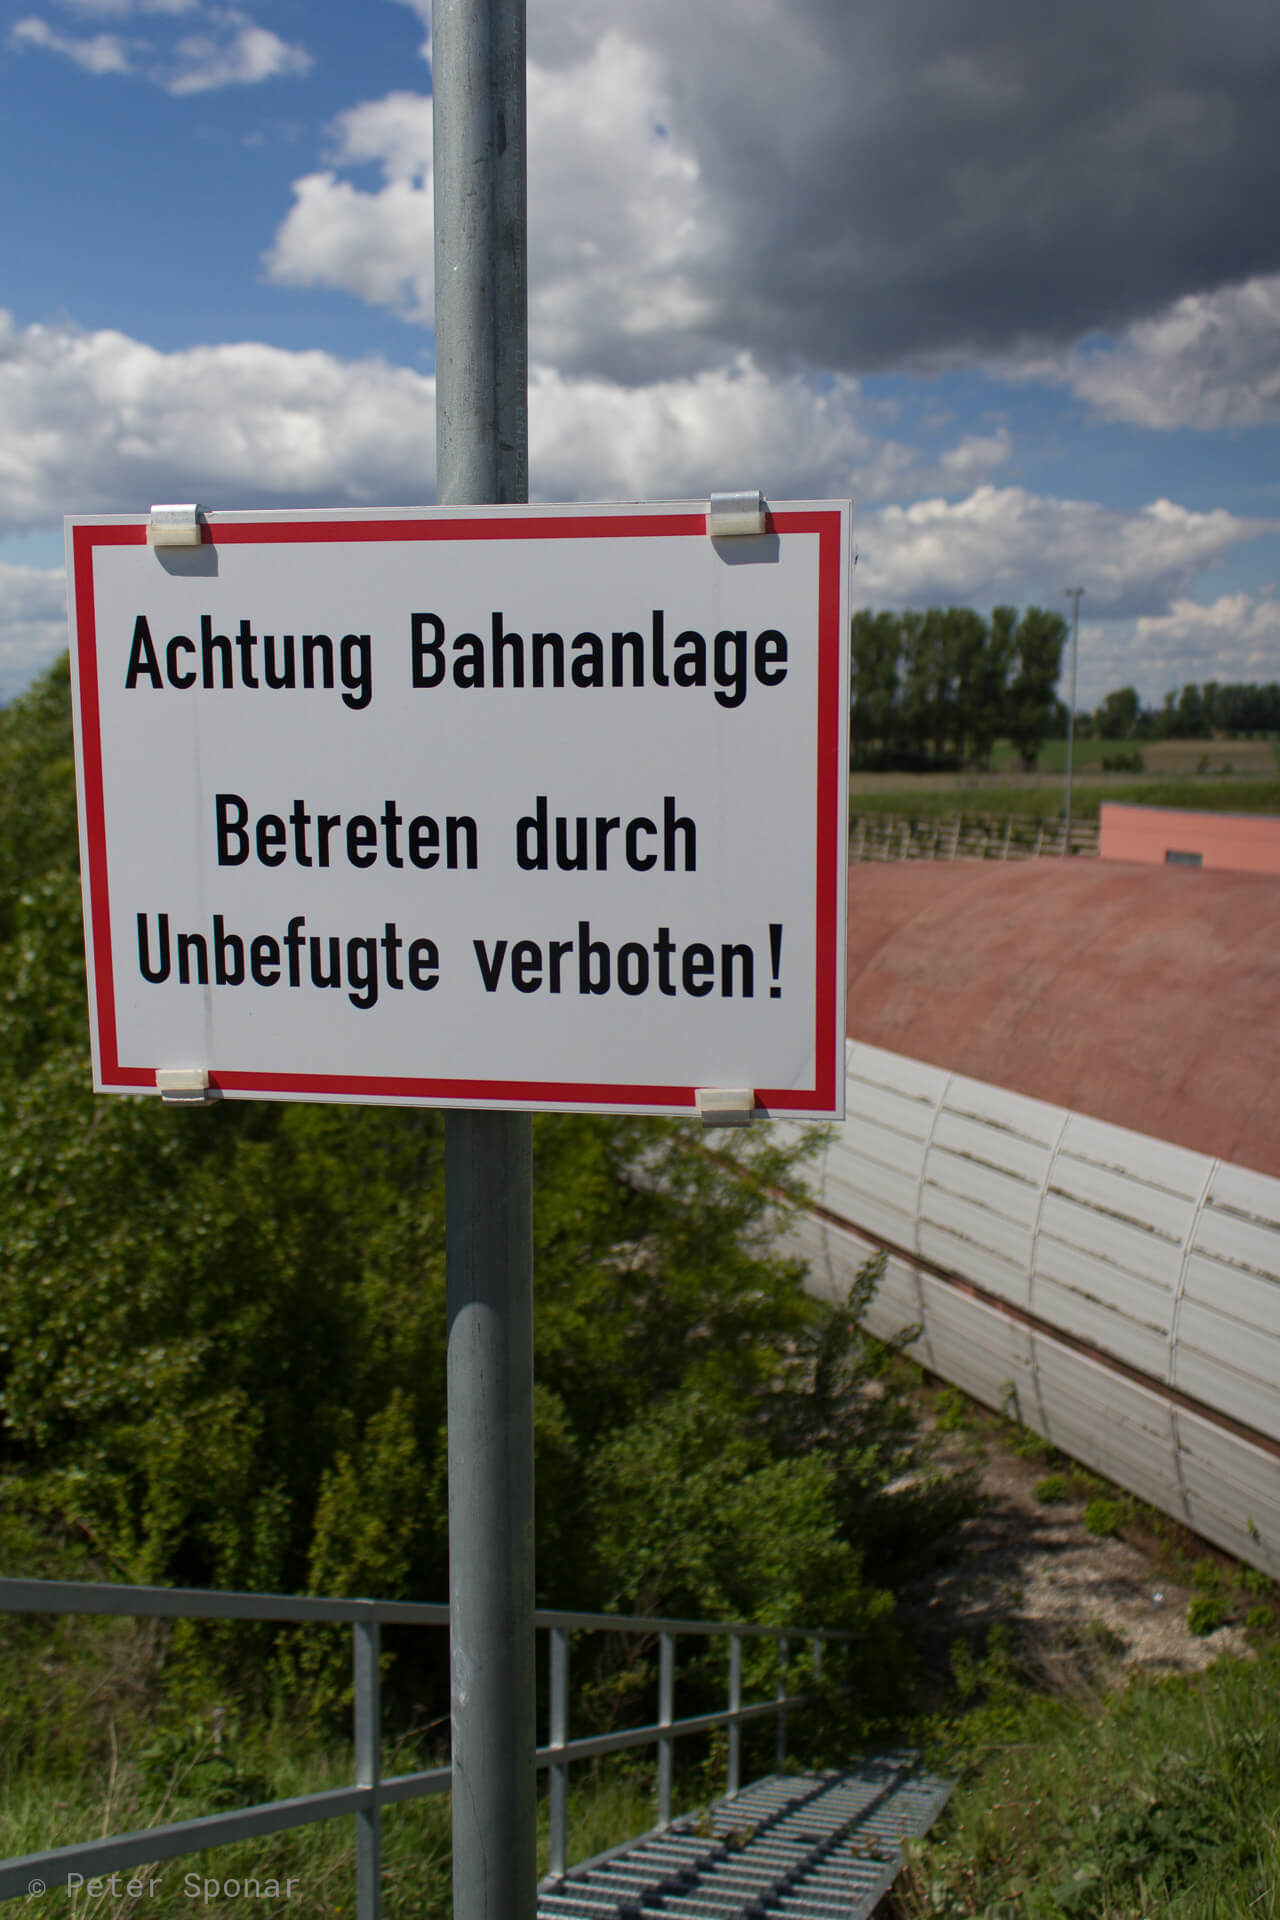 Achtung Bahnanlage
Betreten durch
Unbefugte verboten!
© Peter Sponar